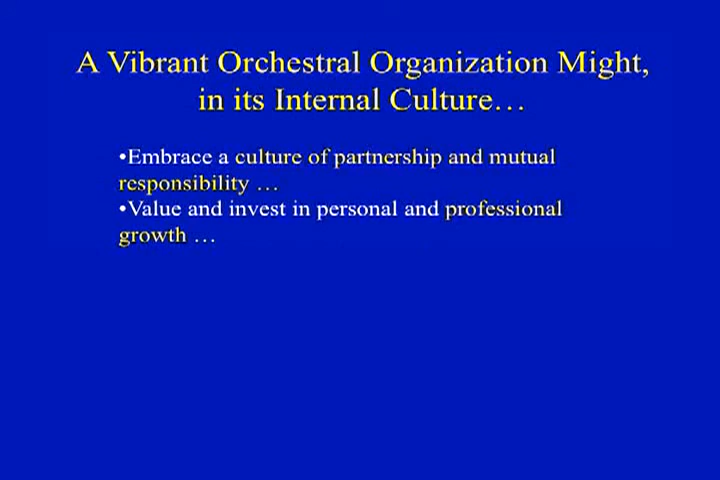 A Vibrant Orchestral Organization Might,
in its Internal Culture…
•Embrace a culture of partnership and mutual
responsibility …
•Value and invest in personal and professional
growth …